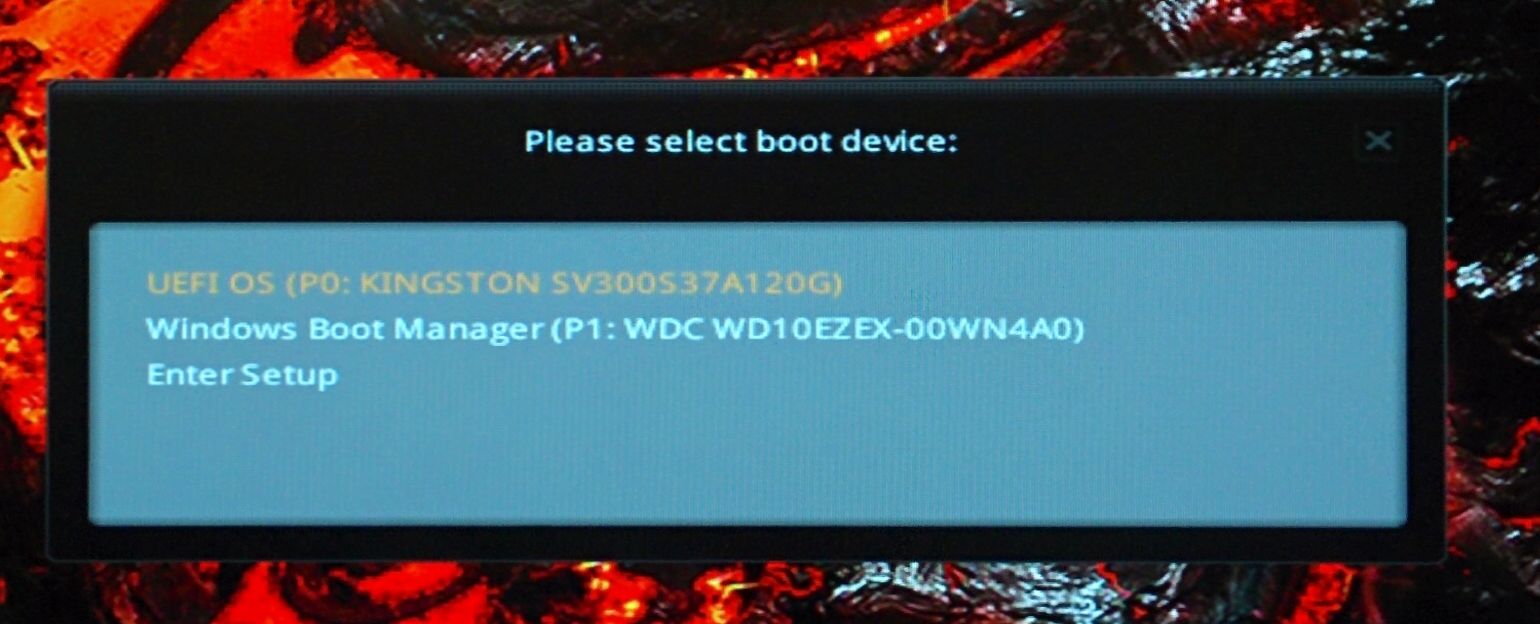 Please select boot device:
UEFI OS (P0: KINGSTON SV300S37A120G)
Windows Boot Manager (P1: WDC WD10EZEX-00WN4A0)
Enter Setup